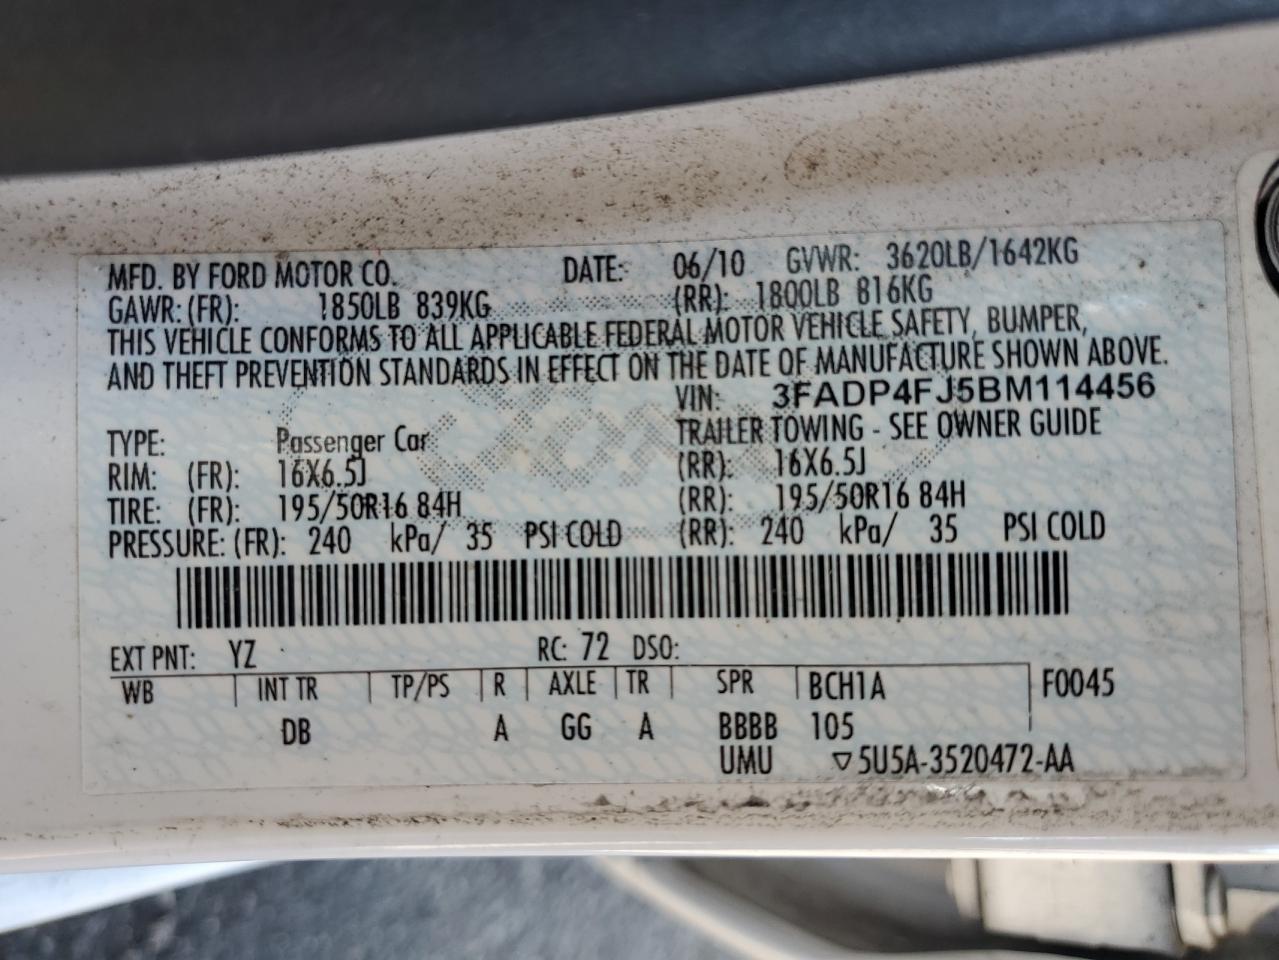 MFD. BY FORD MOTOR CO. DATE: 06/10 GVWR: 3620LB/1642KG
GAWR: (FR): 1850LB 839KG (RR): 1800LB 816KG
THIS VEHICLE CONFORMS TO ALL APPLICABLE FEDERAL MOTOR VEHICLE SAFETY, BUMPER,
AND THEFT PREVENTION STANDARDS IN EFFECT ON THE DATE OF MANUFACTURE SHOWN ABOVE.
VIN: 3FADP4FJ5BM114456
TYPE: Passenger Car TRAILER TOWING - SEE OWNER GUIDE
RIM: (FR): 16X6.5J (RR): 16X6.5J
TIRE: (FR): 195/50R16 84H (RR): 195/50R16 84H
PRESSURE: (FR): 240 kPa/ 35 PSI COLD (RR): 240 kPa/ 35 PSI COLD
EXT PNT: YZ RC: 72 DSO:
WB INT TR TP/PS R AXLE TR SPR BCH1A F0045
DB A GG A BBBB 105
UMU ▽5U5A-3520472-AA